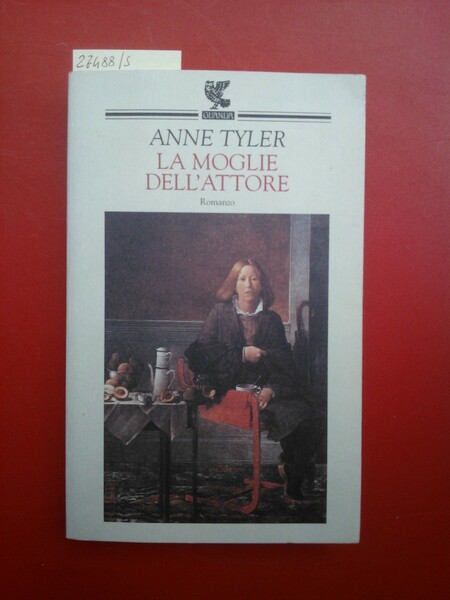 27488/S
GUANDA
ANNE TYLER
LA MOGLIE
DELL'ATTORE
Romanzo